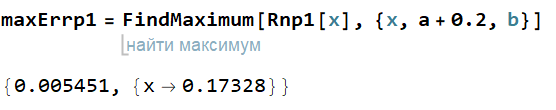 maxErrp1 = FindMaximum[Rnp1[x], {x, a + 0.2, b}]
найти максимум
{0.005451, {x → 0.17328}}